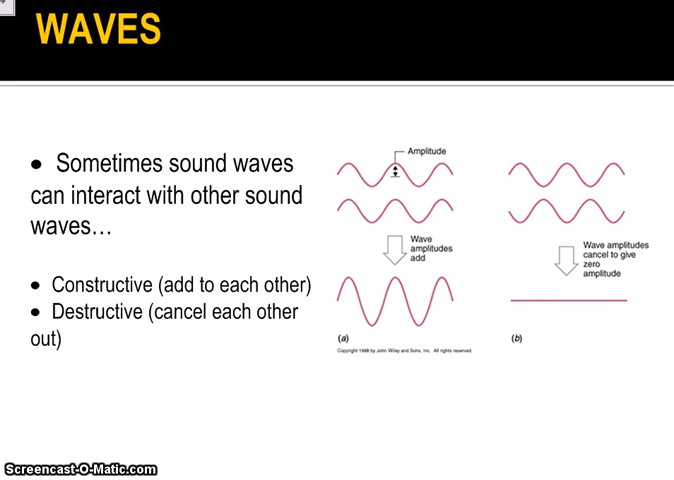 WAVES
● Sometimes sound waves
can interact with other sound
waves…
● Constructive (add to each other)
● Destructive (cancel each other
out)
Amplitude
Wave
amplitudes
add
(a)
Copyright 1998 by John Wiley and Sons, Inc. All rights reserved.
Wave amplitudes
cancel to give
zero
amplitude
(b)
Screencast-O-Matic.com